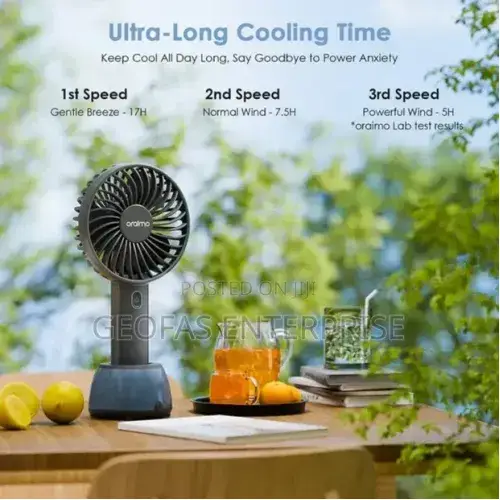 Ultra-Long Cooling Time
Keep Cool All Day Long, Say Goodbye to Power Anxiety
1st Speed
Gentle Breeze - 17H
2nd Speed
Normal Wind - 7.5H
3rd Speed
Powerful Wind - 5H
*oraimo Lab test results
oraimo
POSTED ON JIJI
GEOFAS ENTERPRISE